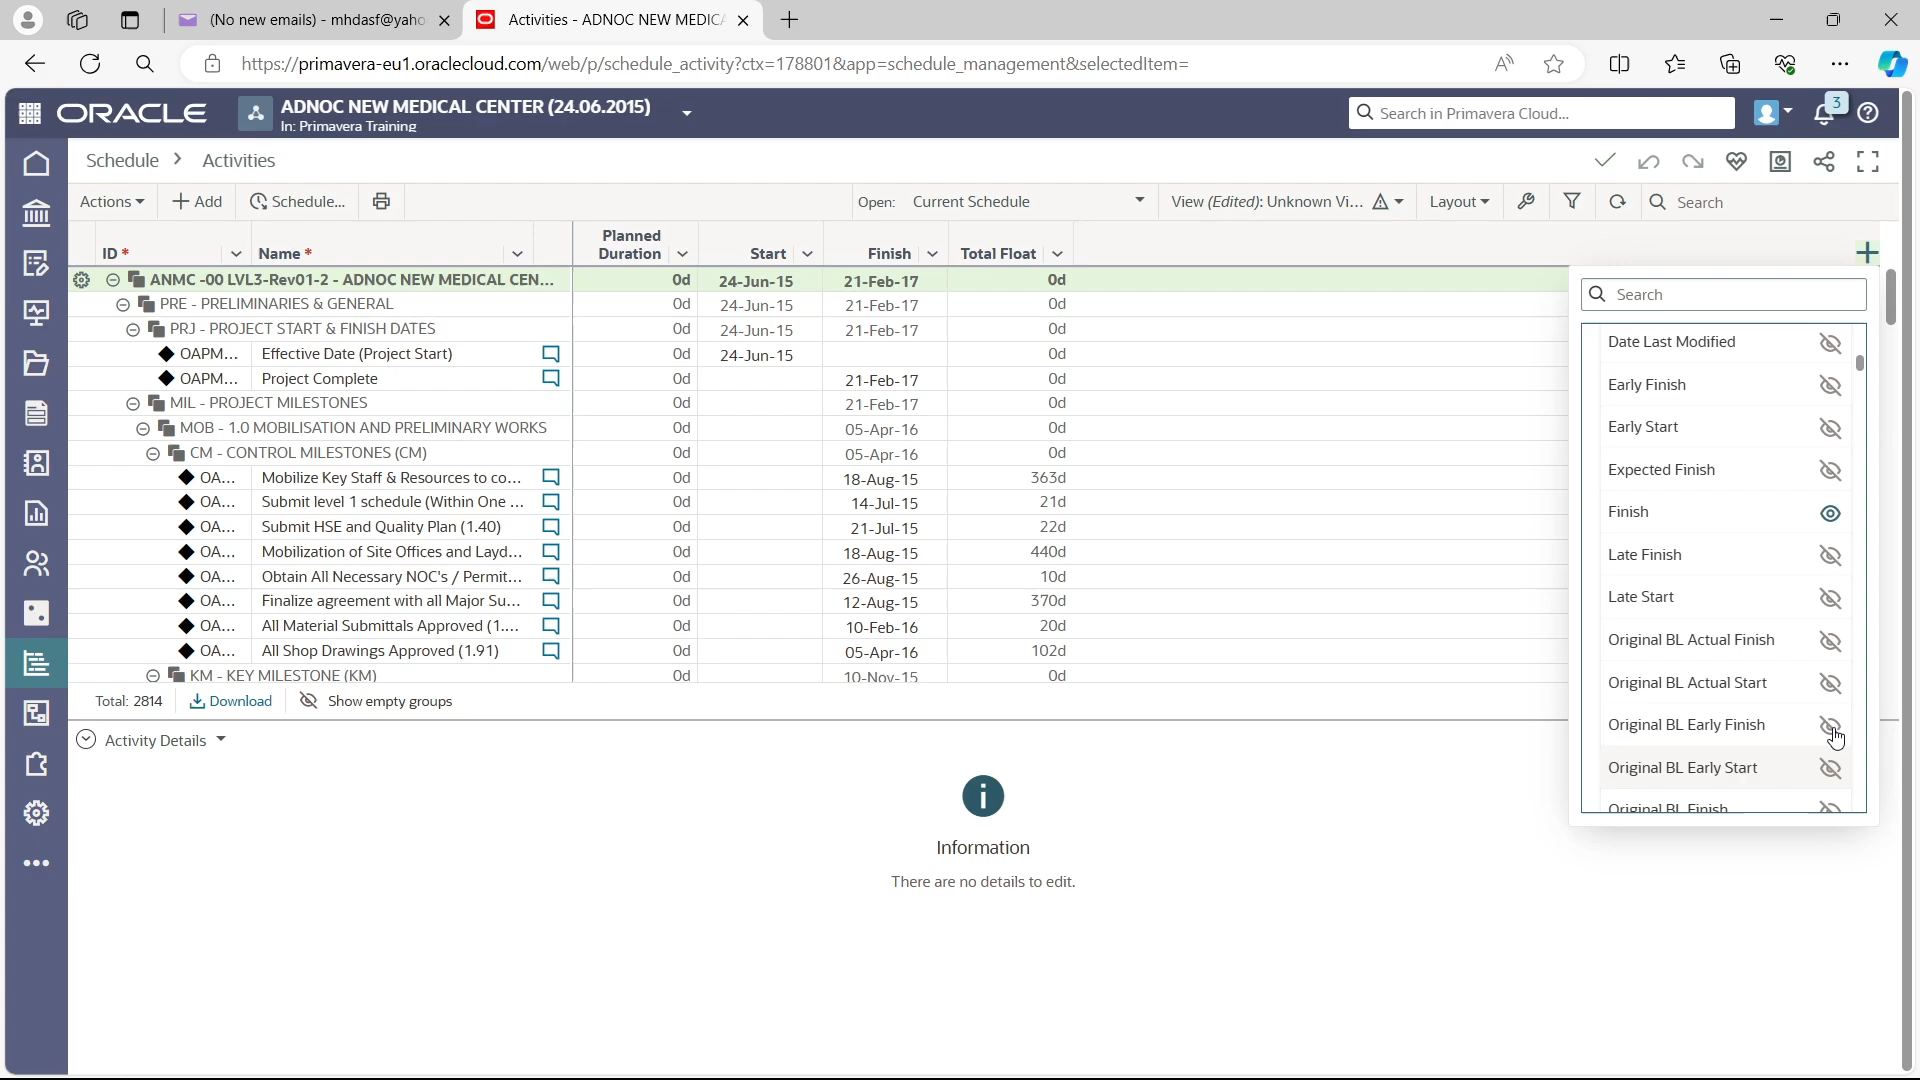 (No new emails) - mhdasf@yaho
Activities - ADNOC NEW MEDICA
https://primavera-eu1.oraclecloud.com/web/p/schedule_activity?ctx=178801&app=schedule_management&selectedItem=
ORACLE
ADNOC NEW MEDICAL CENTER (24.06.2015)
In: Primavera Training
Search in Primavera Cloud...
3
Schedule > Activities
Actions
+ Add
Schedule...
Open: Current Schedule
View (Edited): Unknown Vi...
Layout
Search
ID *
Name *
Planned Duration
Start
Finish
Total Float
ANMC -00 LVL3-Rev01-2 - ADNOC NEW MEDICAL CEN... 0d 24-Jun-15 21-Feb-17 0d
PRE - PRELIMINARIES & GENERAL 0d 24-Jun-15 21-Feb-17 0d
PRJ - PROJECT START & FINISH DATES 0d 24-Jun-15 21-Feb-17 0d
OAPM... Effective Date (Project Start) 0d 24-Jun-15 0d
OAPM... Project Complete 0d 21-Feb-17 0d
MIL - PROJECT MILESTONES 0d 21-Feb-17 0d
MOB - 1.0 MOBILISATION AND PRELIMINARY WORKS 0d 05-Apr-16 0d
CM - CONTROL MILESTONES (CM) 0d 05-Apr-16 0d
OA... Mobilize Key Staff & Resources to co... 0d 18-Aug-15 363d
OA... Submit level 1 schedule (Within One ... 0d 14-Jul-15 21d
OA... Submit HSE and Quality Plan (1.40) 0d 21-Jul-15 22d
OA... Mobilization of Site Offices and Layd... 0d 18-Aug-15 440d
OA... Obtain All Necessary NOC's / Permit... 0d 26-Aug-15 10d
OA... Finalize agreement with all Major Su... 0d 12-Aug-15 370d
OA... All Material Submittals Approved (1.... 0d 10-Feb-16 20d
OA... All Shop Drawings Approved (1.91) 0d 05-Apr-16 102d
KM - KEY MILESTONE (KM) 0d 10-Nov-15 0d
Total: 2814
Download
Show empty groups
Activity Details
Information
There are no details to edit.
Search
Date Last Modified
Early Finish
Early Start
Expected Finish
Finish
Late Finish
Late Start
Original BL Actual Finish
Original BL Actual Start
Original BL Early Finish
Original BL Early Start
Original BL Finish